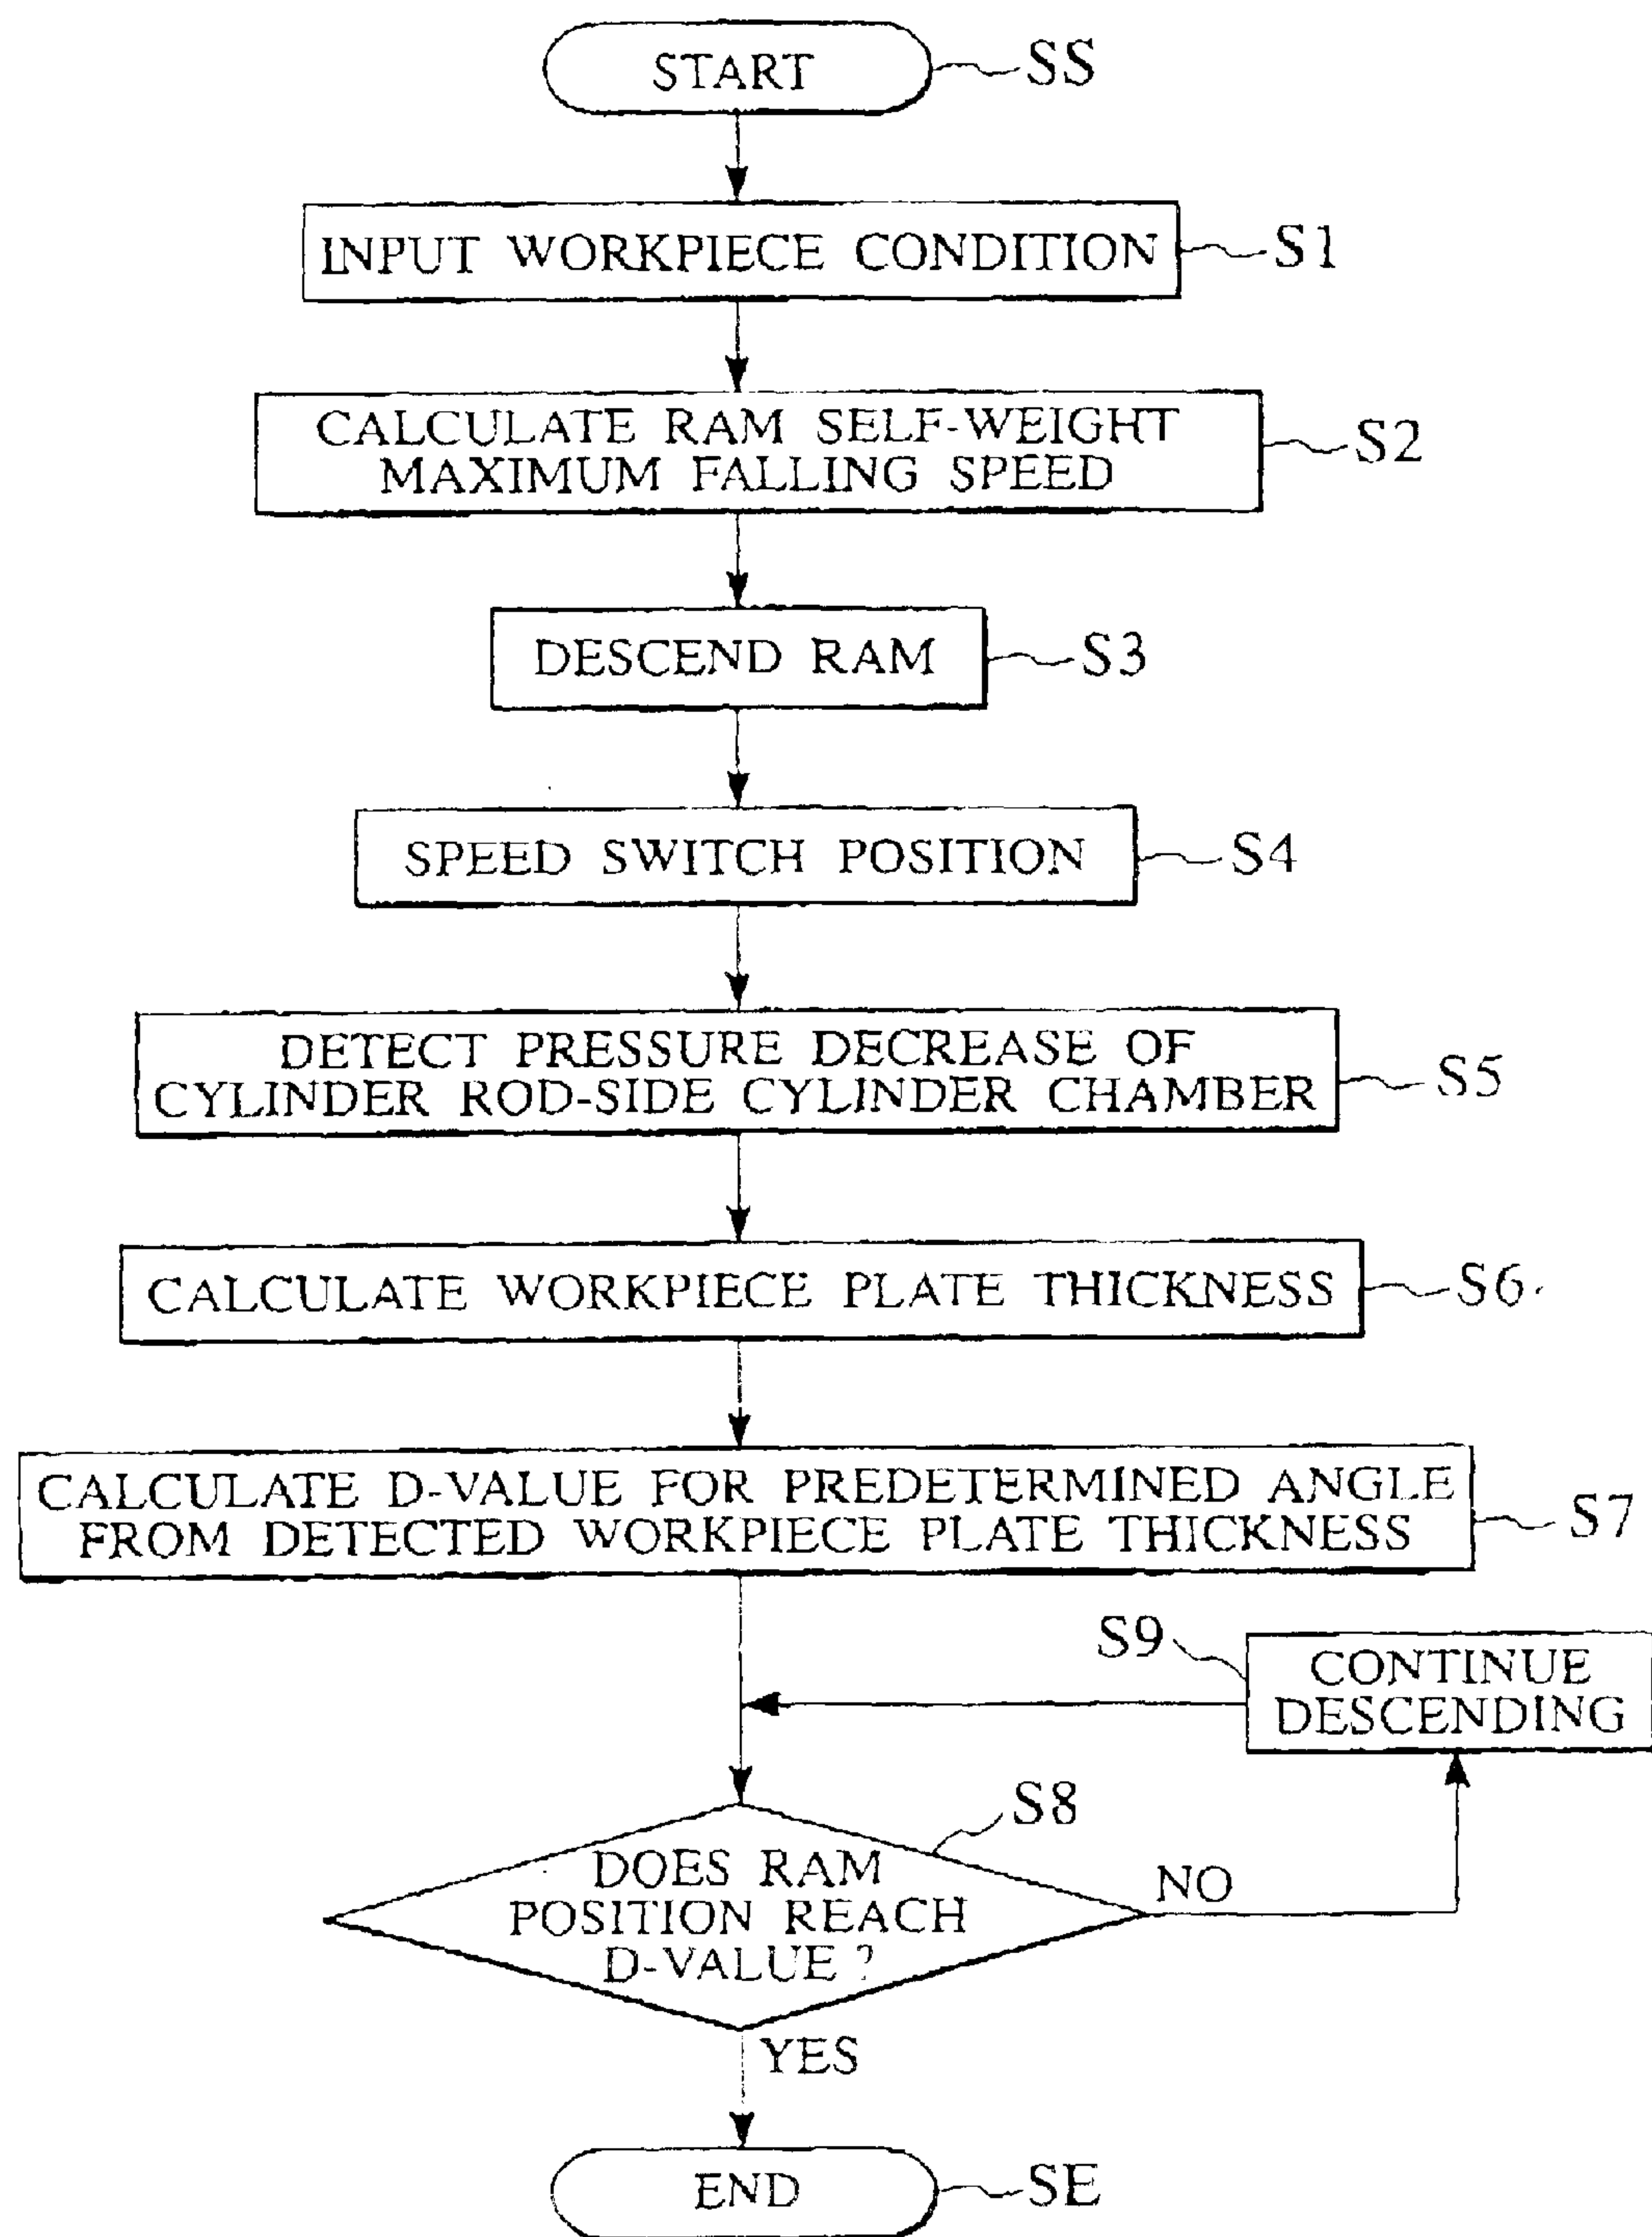 START
SS
INPUT WORKPIECE CONDITION
S1
CALCULATE RAM SELF-WEIGHT
MAXIMUM FALLING SPEED
S2
DESCEND RAM
S3
SPEED SWITCH POSITION
S4
DETECT PRESSURE DECREASE OF
CYLINDER ROD-SIDE CYLINDER CHAMBER
S5
CALCULATE WORKPIECE PLATE THICKNESS
S6
CALCULATE D-VALUE FOR PREDETERMINED ANGLE
FROM DETECTED WORKPIECE PLATE THICKNESS
S7
S9
CONTINUE
DESCENDING
S8
DOES RAM
POSITION REACH
D-VALUE ?
NO
YES
END
SE